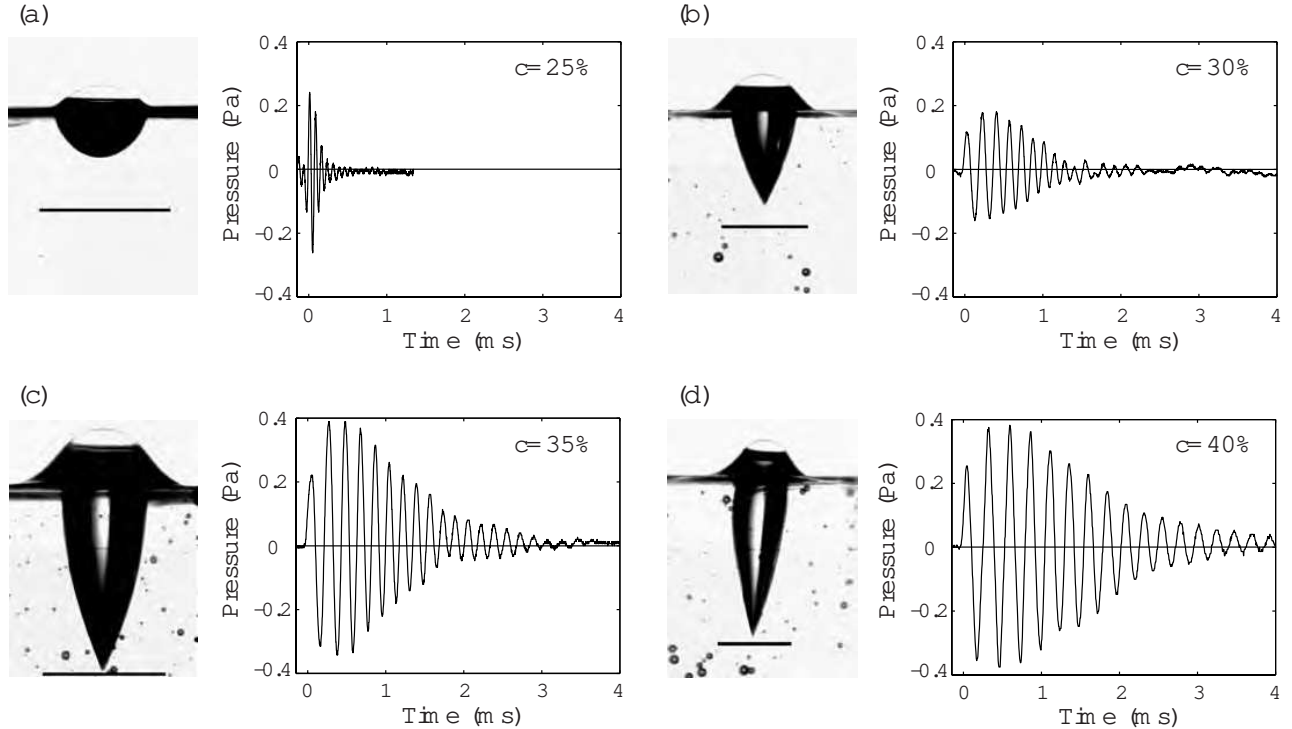 (a)
0.4
0.2
0
−0.2
−0.4
Pressure (Pa)
c=25%
0 1 2 3 4
Time (ms)
(b)
0.4
0.2
0
−0.2
−0.4
Pressure (Pa)
c=30%
0 1 2 3 4
Time (ms)
(c)
0.4
0.2
0
−0.2
−0.4
Pressure (Pa)
c=35%
0 1 2 3 4
Time (ms)
(d)
0.4
0.2
0
−0.2
−0.4
Pressure (Pa)
c=40%
0 1 2 3 4
Time (ms)